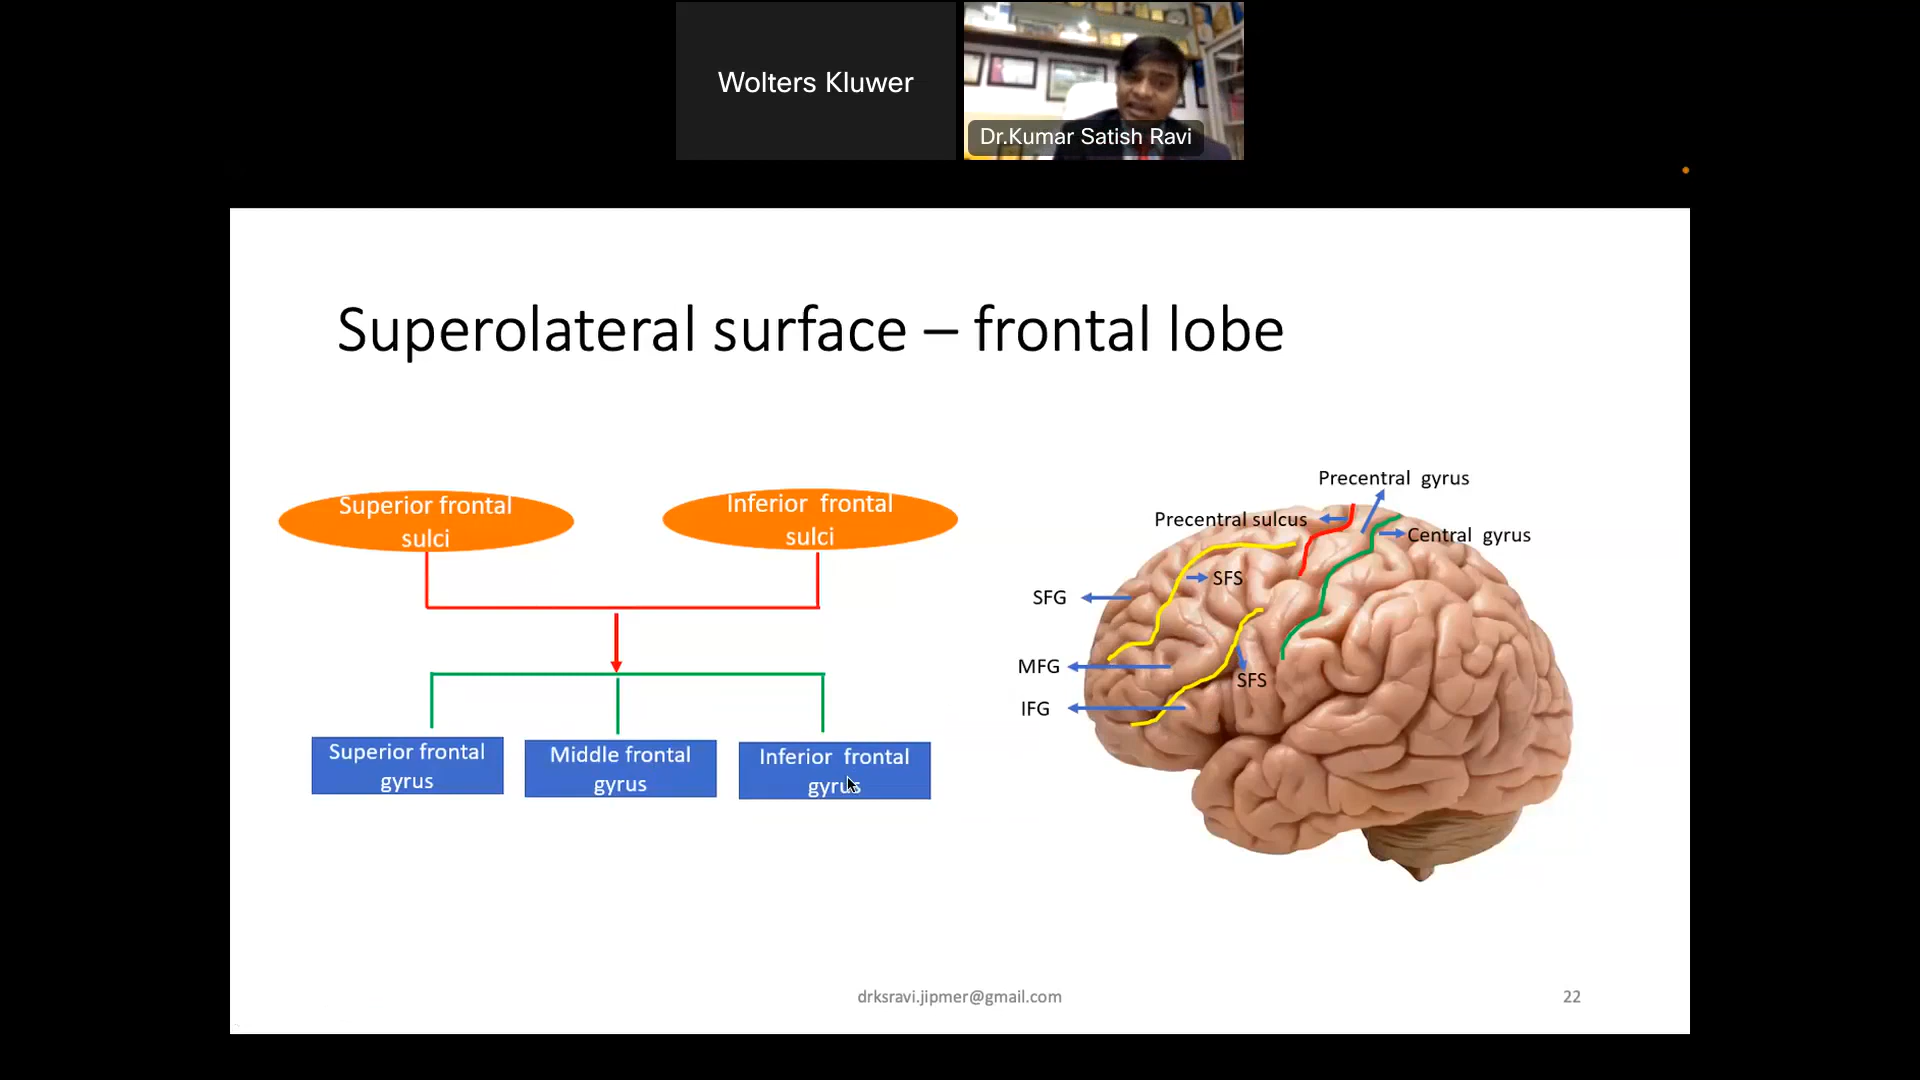 Wolters Kluwer
Dr.Kumar Satish Ravi
Superolateral surface – frontal lobe
Superior frontal
sulci
Inferior frontal
sulci
Superior frontal
gyrus
Middle frontal
gyrus
Inferior frontal
gyrus
Precentral gyrus
Precentral sulcus
Central gyrus
SFS
SFG
MFG
SFS
IFG
drksravi.jipmer@gmail.com
22